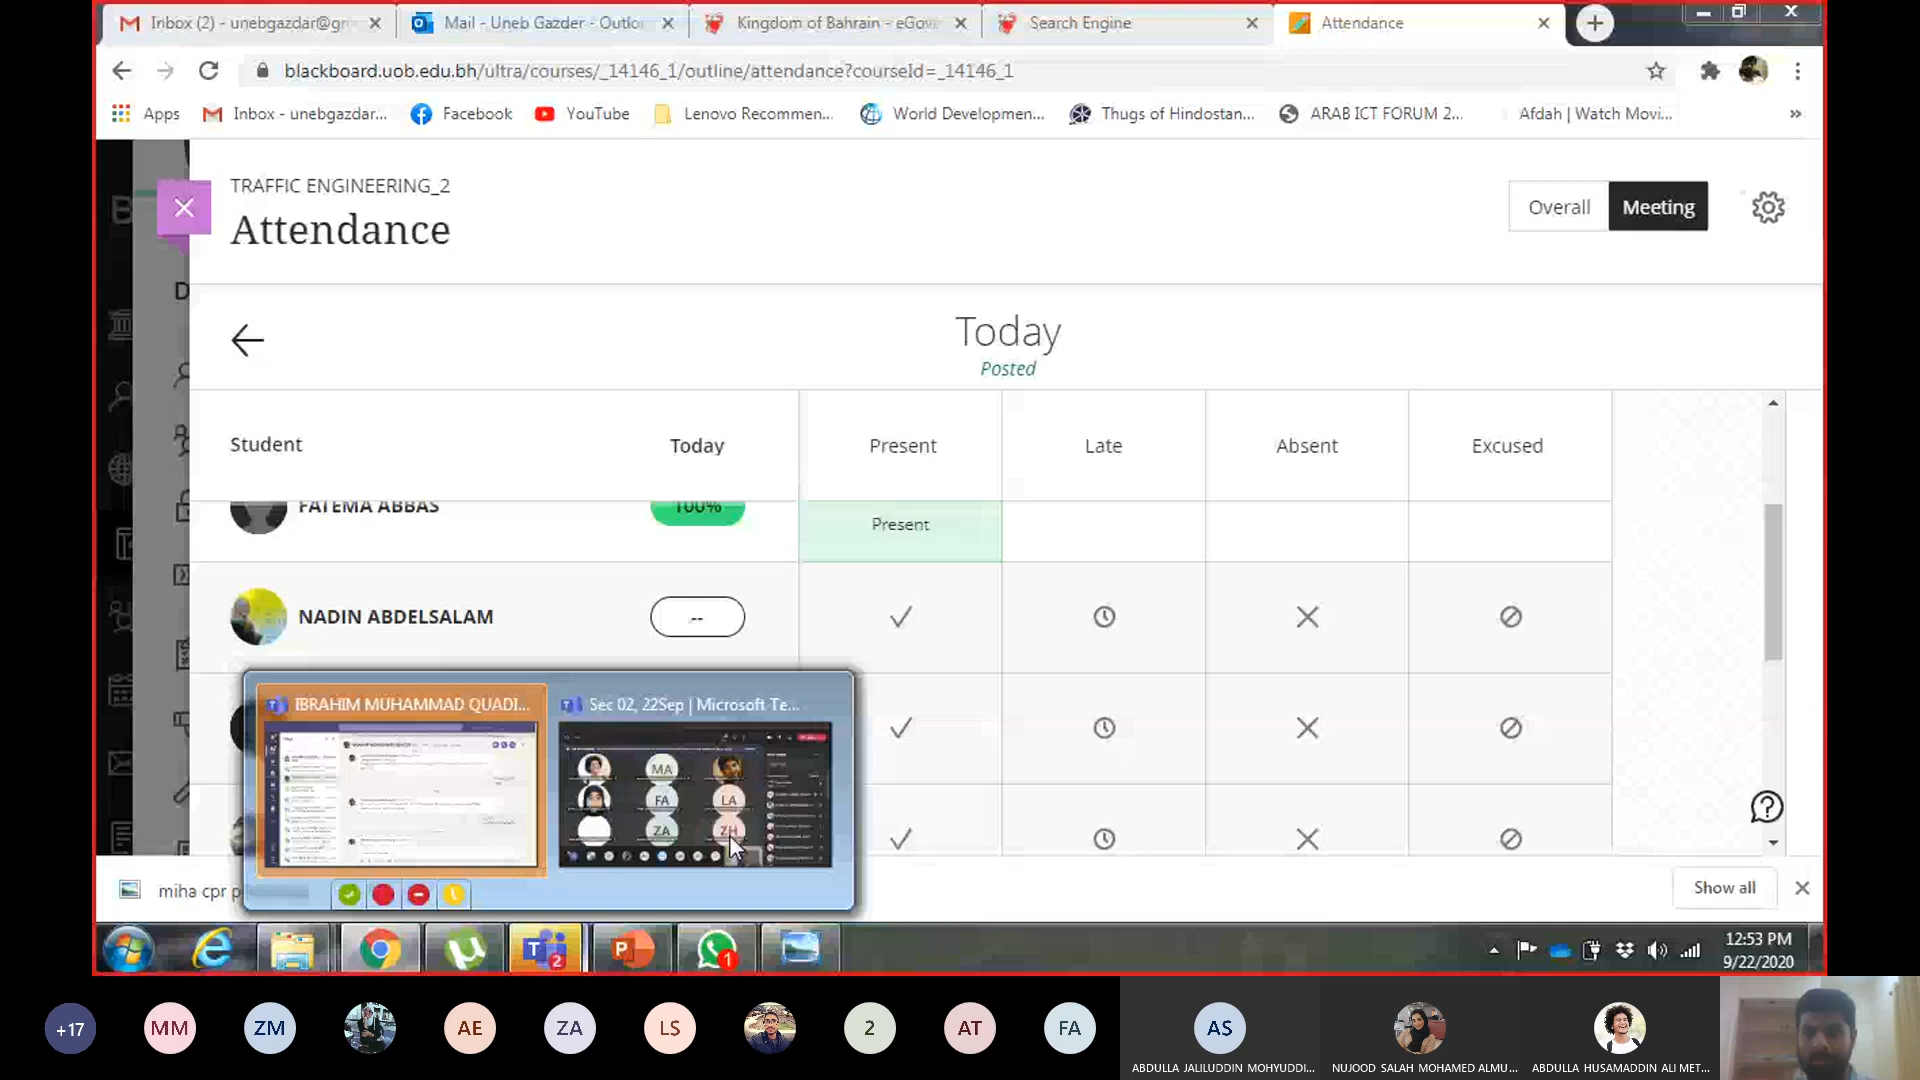 Inbox (2) - unebgazdar@gm
Mail - Uneb Gazder - Outloo
Kingdom of Bahrain - eGove
Search Engine
Attendance
blackboard.uob.edu.bh/ultra/courses/_14146_1/outline/attendance?courseId=_14146_1
Apps
Inbox - unebgazdar...
Facebook
YouTube
Lenovo Recommen...
World Developmen...
Thugs of Hindostan...
ARAB ICT FORUM 2...
Afdah | Watch Movi...
»
TRAFFIC ENGINEERING_2
Attendance
Overall
Meeting
Today
Posted
Student
Today
Present
Late
Absent
Excused
FATEMA ABBAS
100%
Present
NADIN ABDELSALAM
--
IBRAHIM MUHAMMAD QUADI...
Sec 02, 22Sep | Microsoft Te...
MA
FA
LA
ZA
ZH
miha cpr p
Show all
2
1
12:53 PM
9/22/2020
+17
MM
ZM
AE
ZA
LS
2
AT
FA
AS
ABDULLA JALILUDDIN MOHYUDDI...
NUJOOD SALAH MOHAMED ALMU...
ABDULLA HUSAMADDIN ALI MET...